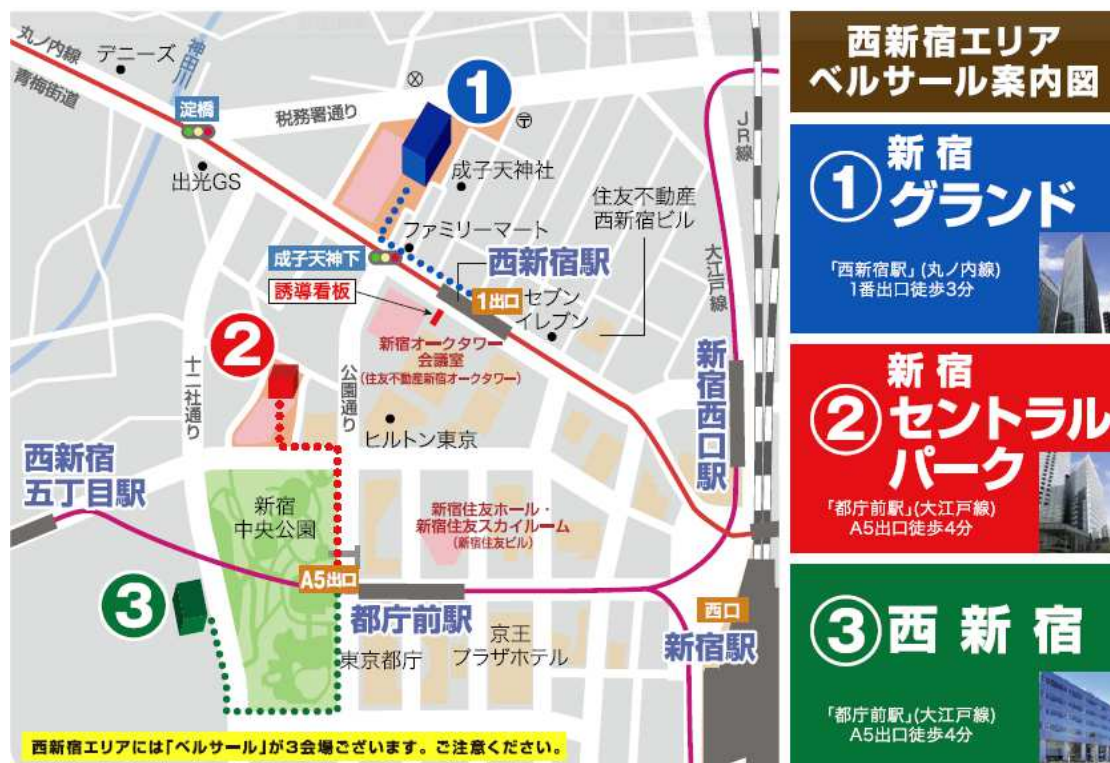 丸ノ内線
青梅街道
デニーズ
神田川
淀橋
税務署通り
1
出光GS
成子天神社
JR線
住友不動産
西新宿ビル
ファミリーマート
成子天神下
西新宿駅
大江戸線
誘導看板
1出口
セブン
イレブン
2
新宿オークタワー
会議室
(住友不動産新宿オークタワー)
十二社通り
公園通り
新宿西口駅
ヒルトン東京
西新宿
五丁目駅
新宿
中央公園
新宿住友ホール・
新宿住友スカイルーム
(新宿住友ビル)
A5出口
3
都庁前駅
西口
新宿駅
東京都庁
京王
プラザホテル
西新宿エリアには「ベルサール」が3会場ございます。ご注意ください。
西新宿エリア
ベルサール案内図
① 新宿
グランド
「西新宿駅」(丸ノ内線)
1番出口徒歩3分
② 新宿
セントラル
パーク
「都庁前駅」(大江戸線)
A5出口徒歩4分
③ 西新宿
「都庁前駅」(大江戸線)
A5出口徒歩4分